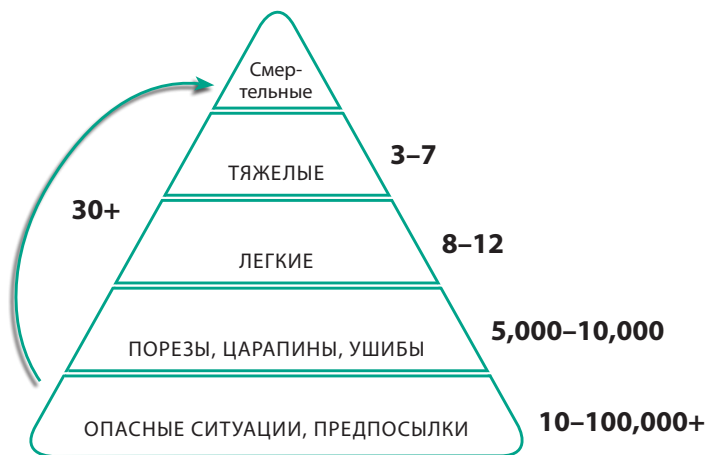 Смер-
тельные
3–7
ТЯЖЕЛЫЕ
30+
8–12
ЛЕГКИЕ
5,000–10,000
ПОРЕЗЫ, ЦАРАПИНЫ, УШИБЫ
10–100,000+
ОПАСНЫЕ СИТУАЦИИ, ПРЕДПОСЫЛКИ